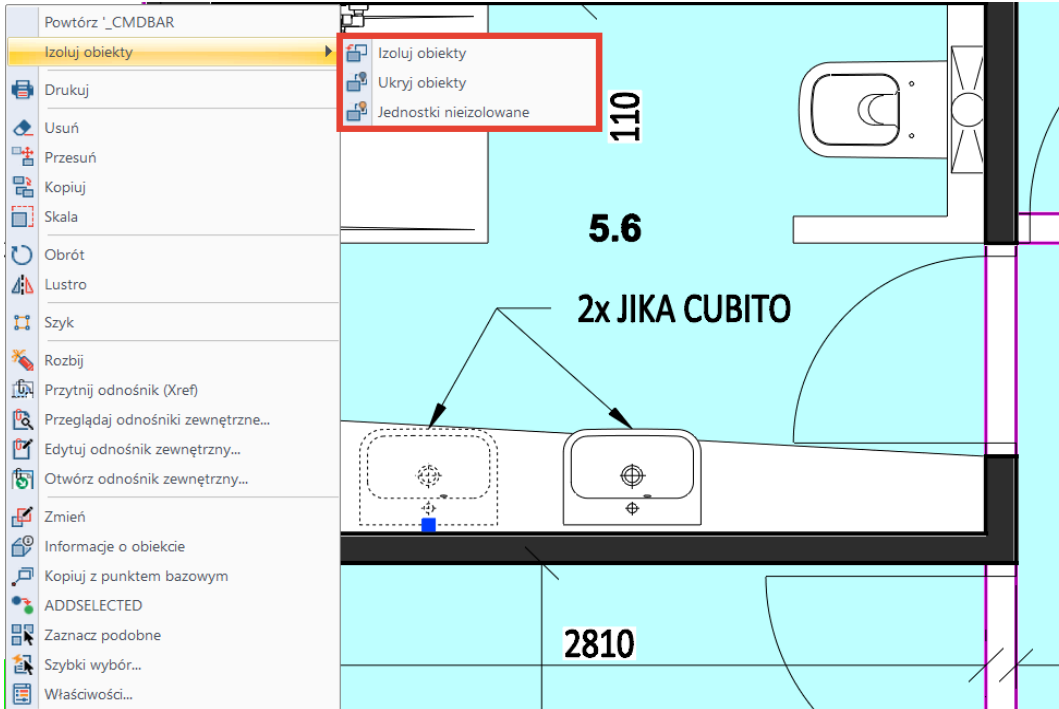 Powtórz '_CMDBAR
Izoluj obiekty
Drukuj
Usuń
Przesuń
Kopiuj
Skala
Obrót
Lustro
Szyk
Rozbij
Przytnij odnośnik (Xref)
Przeglądaj odnośniki zewnętrzne...
Edytuj odnośnik zewnętrzny...
Otwórz odnośnik zewnętrzny...
Zmień
Informacje o obiekcie
Kopiuj z punktem bazowym
ADDSELECTED
Zaznacz podobne
Szybki wybór...
Właściwości...
Izoluj obiekty
Ukryj obiekty
Jednostki nieizolowane
110
5.6
2x JIKA CUBITO
2810